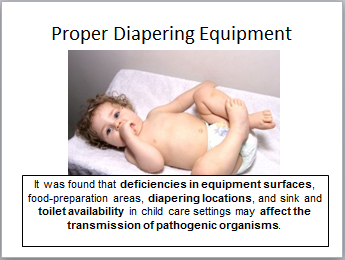 Proper Diapering Equipment
It was found that deficiencies in equipment surfaces,
food-preparation areas, diapering locations, and sink and
toilet availability in child care settings may affect the
transmission of pathogenic organisms.